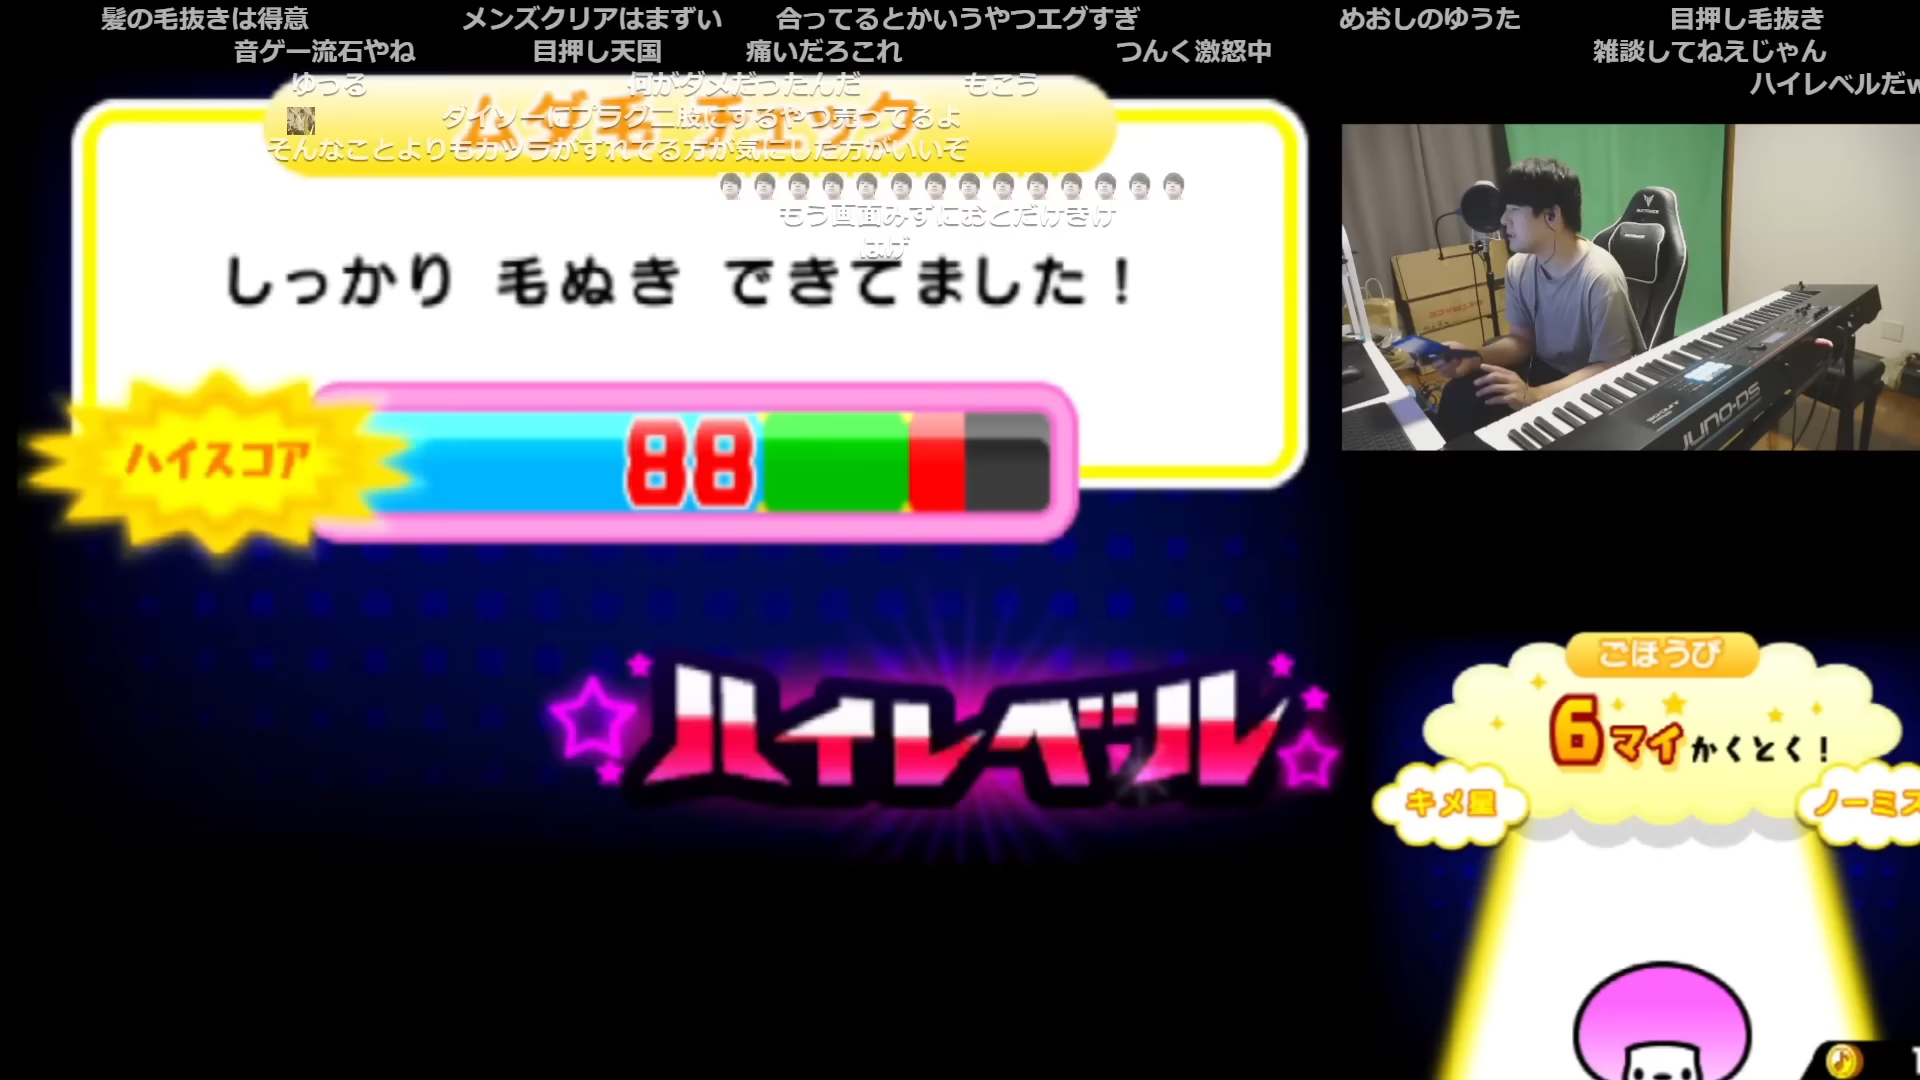 髪の毛抜きは得意 メンズクリアはまずい 合ってるとかいうやつエグすぎ めおしのゆうた 目押し毛抜き
音ゲー流石やね 目押し天国 痛いだろこれ つんく激怒中 雑談してねえじゃん
ゆっる 何がダメだったんだ もこう ハイレベルだw
ダイソーにプラグ二股にするやつ売ってるよ
ムダ毛 チェック
そんなことよりもカツラがずれてる方が気にした方がいいぞ
もう画面みずにおとだけきけ
はげ
しっかり 毛ぬき できてました!
ハイスコア
88
ハイレベル
JUNO-DS
ごほうび
6マイかくとく!
キメ星
ノーミス